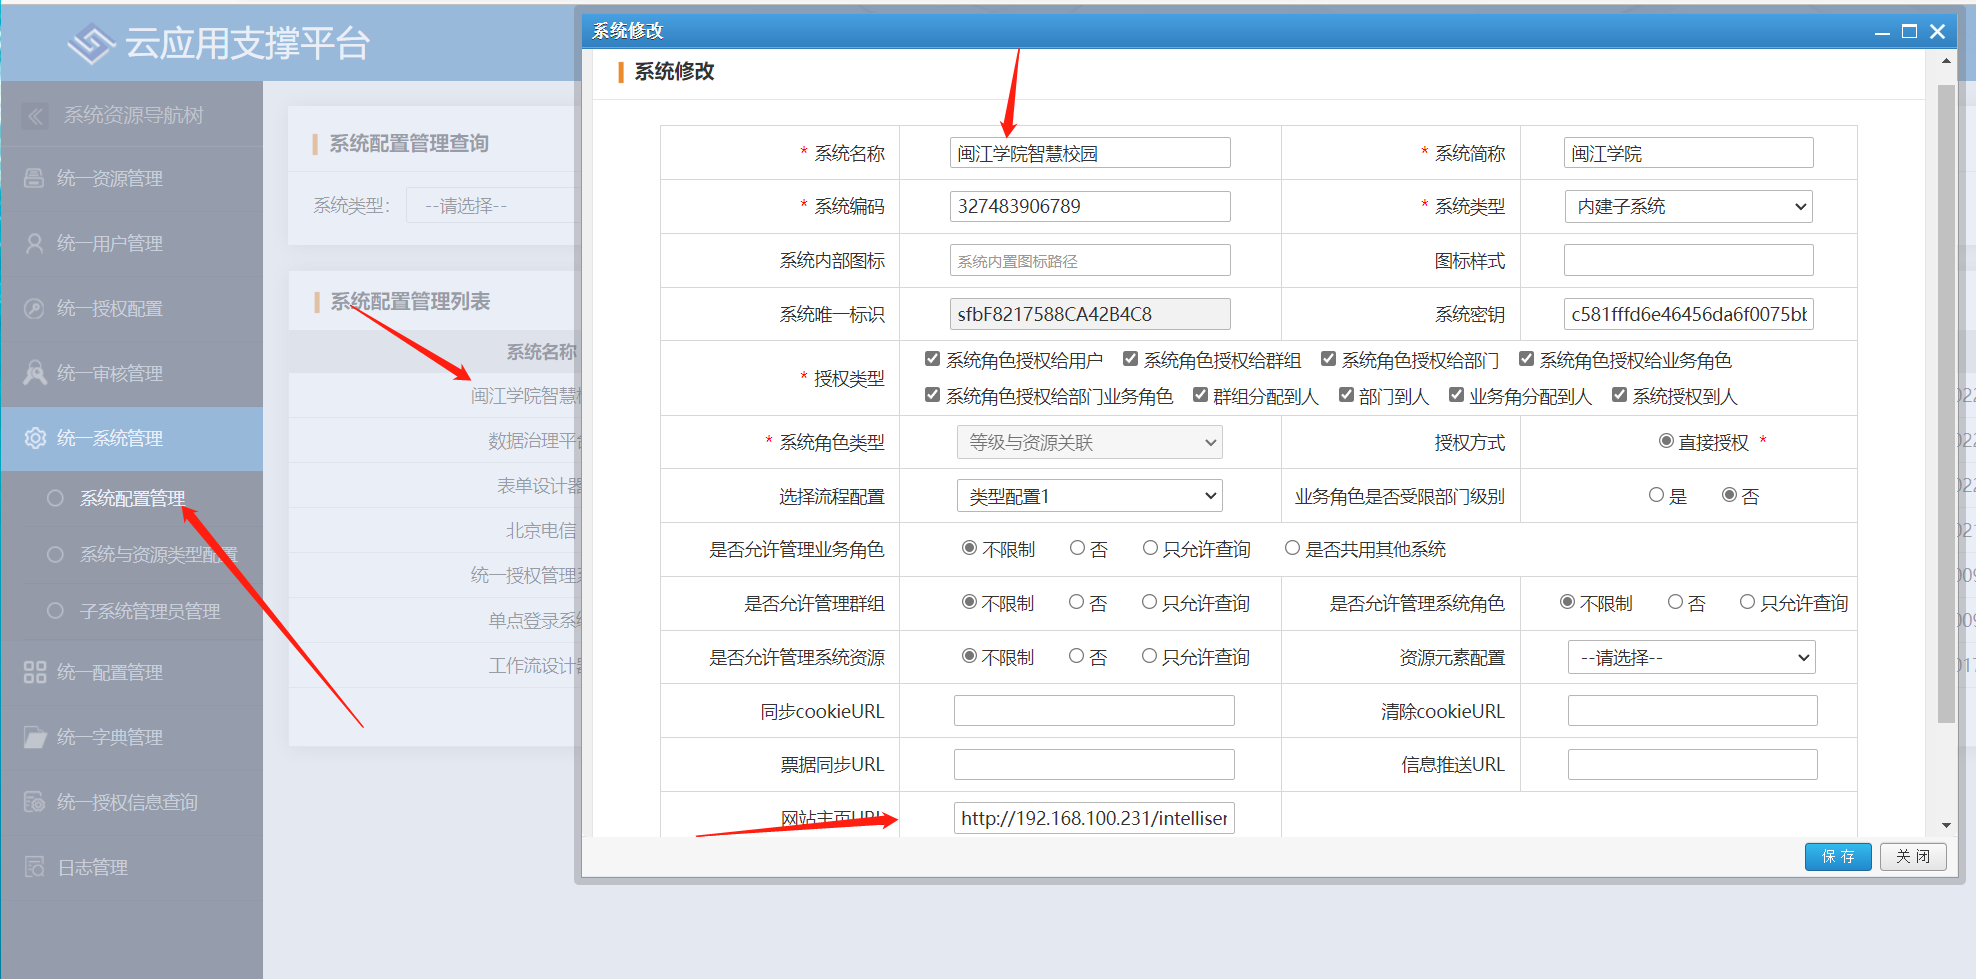 云应用支撑平台
系统资源导航树
统一资源管理
统一用户管理
统一授权配置
统一审核管理
统一系统管理
系统配置管理
系统与资源类型配置
子系统管理员管理
统一配置管理
统一字典管理
统一授权信息查询
日志管理
系统配置管理查询
系统类型： --请选择--
系统配置管理列表
系统名称
闽江学院智慧
数据治理平台
表单设计器
北京电信
统一授权管理系
单点登录系统
工作流设计器
系统修改
系统修改
* 系统名称 闽江学院智慧校园 * 系统简称 闽江学院
* 系统编码 327483906789 * 系统类型 内建子系统
系统内部图标 系统内置图标路径 图标样式
系统唯一标识 sfbF8217588CA42B4C8 系统密钥 c581fffd6e46456da6f0075bb
* 授权类型 系统角色授权给用户 系统角色授权给群组 系统角色授权给部门 系统角色授权给业务角色
系统角色授权给部门业务角色 群组分配到人 部门到人 业务角分配到人 系统授权到人
* 系统角色类型 等级与资源关联 授权方式 直接授权 *
选择流程配置 类型配置1 业务角色是否受限部门级别 是 否
是否允许管理业务角色 不限制 否 只允许查询 是否共用其他系统
是否允许管理群组 不限制 否 只允许查询 是否允许管理系统角色 不限制 否 只允许查询
是否允许管理系统资源 不限制 否 只允许查询 资源元素配置 --请选择--
同步cookieURL 清除cookieURL
票据同步URL 信息推送URL
网站主页URL http://192.168.100.231/intelliser
保 存 关 闭